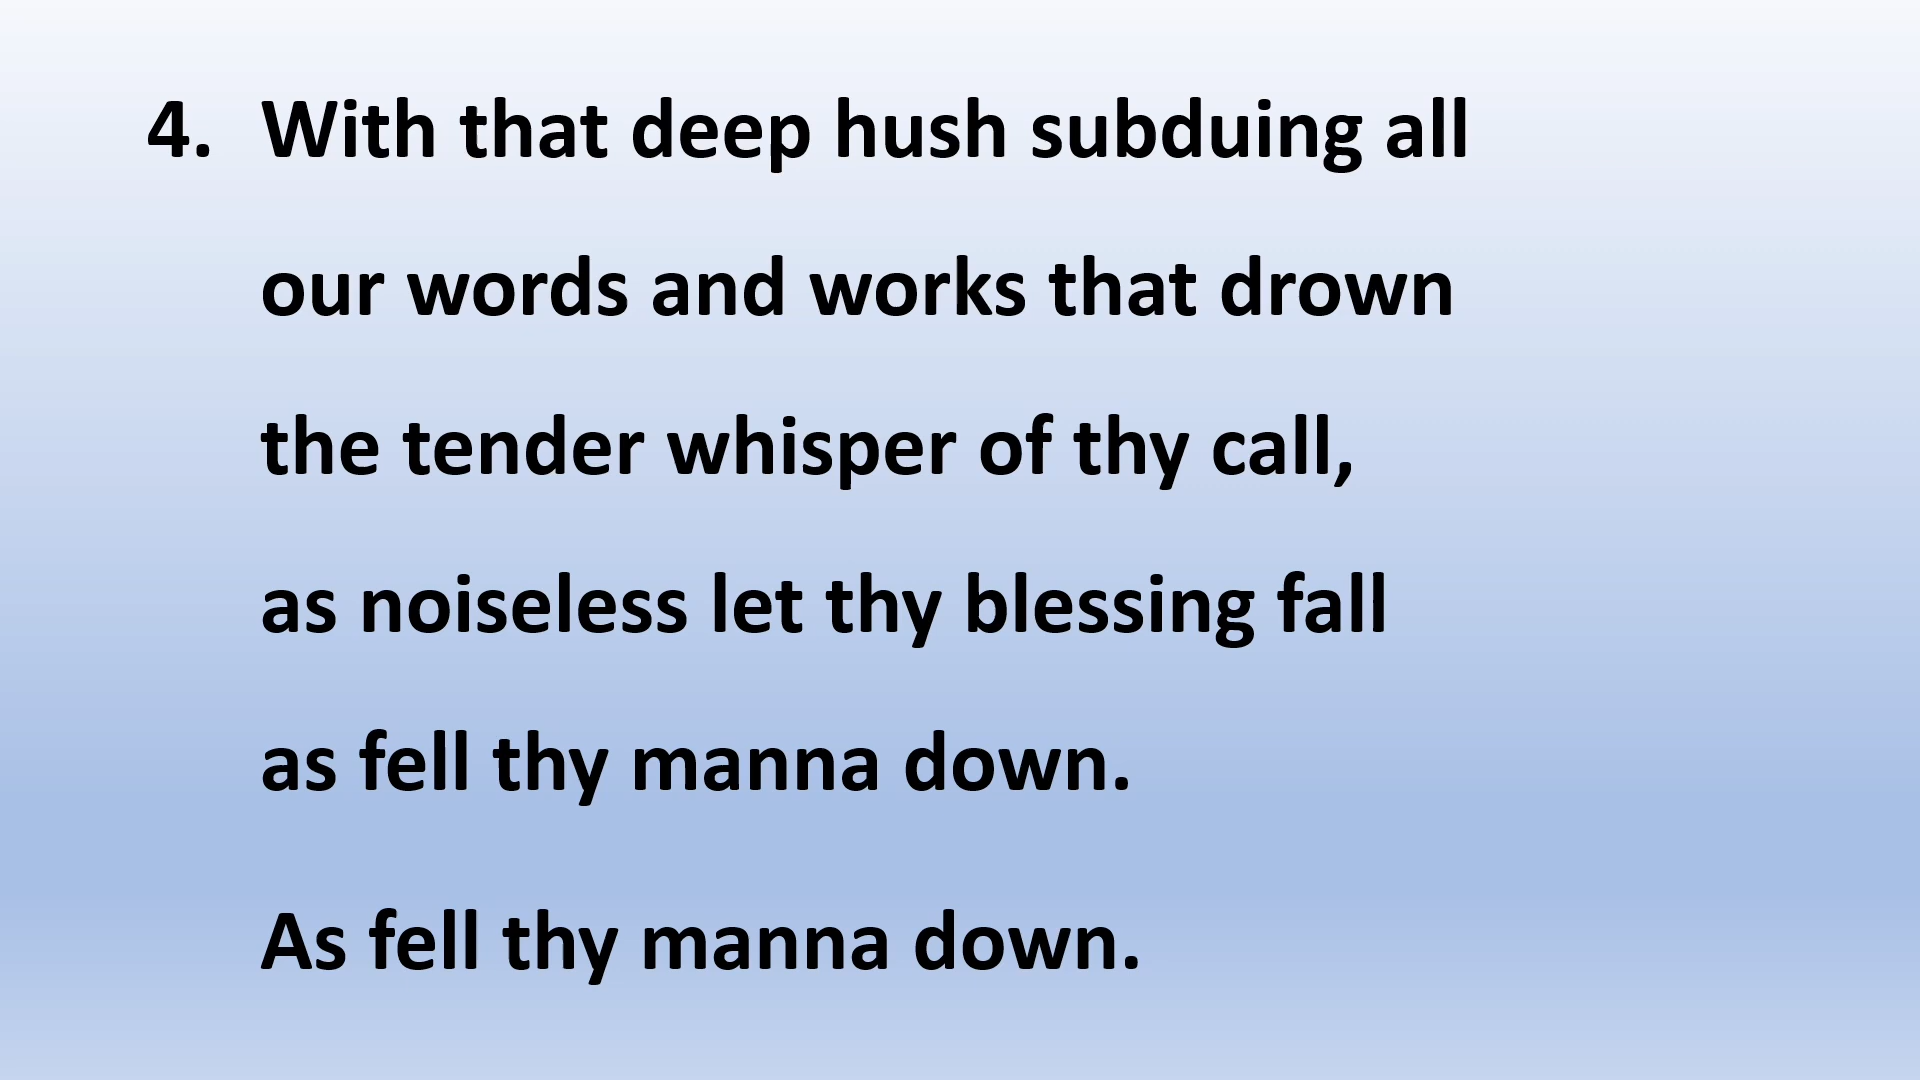 4. With that deep hush subduing all
our words and works that drown
the tender whisper of thy call,
as noiseless let thy blessing fall
as fell thy manna down.
As fell thy manna down.